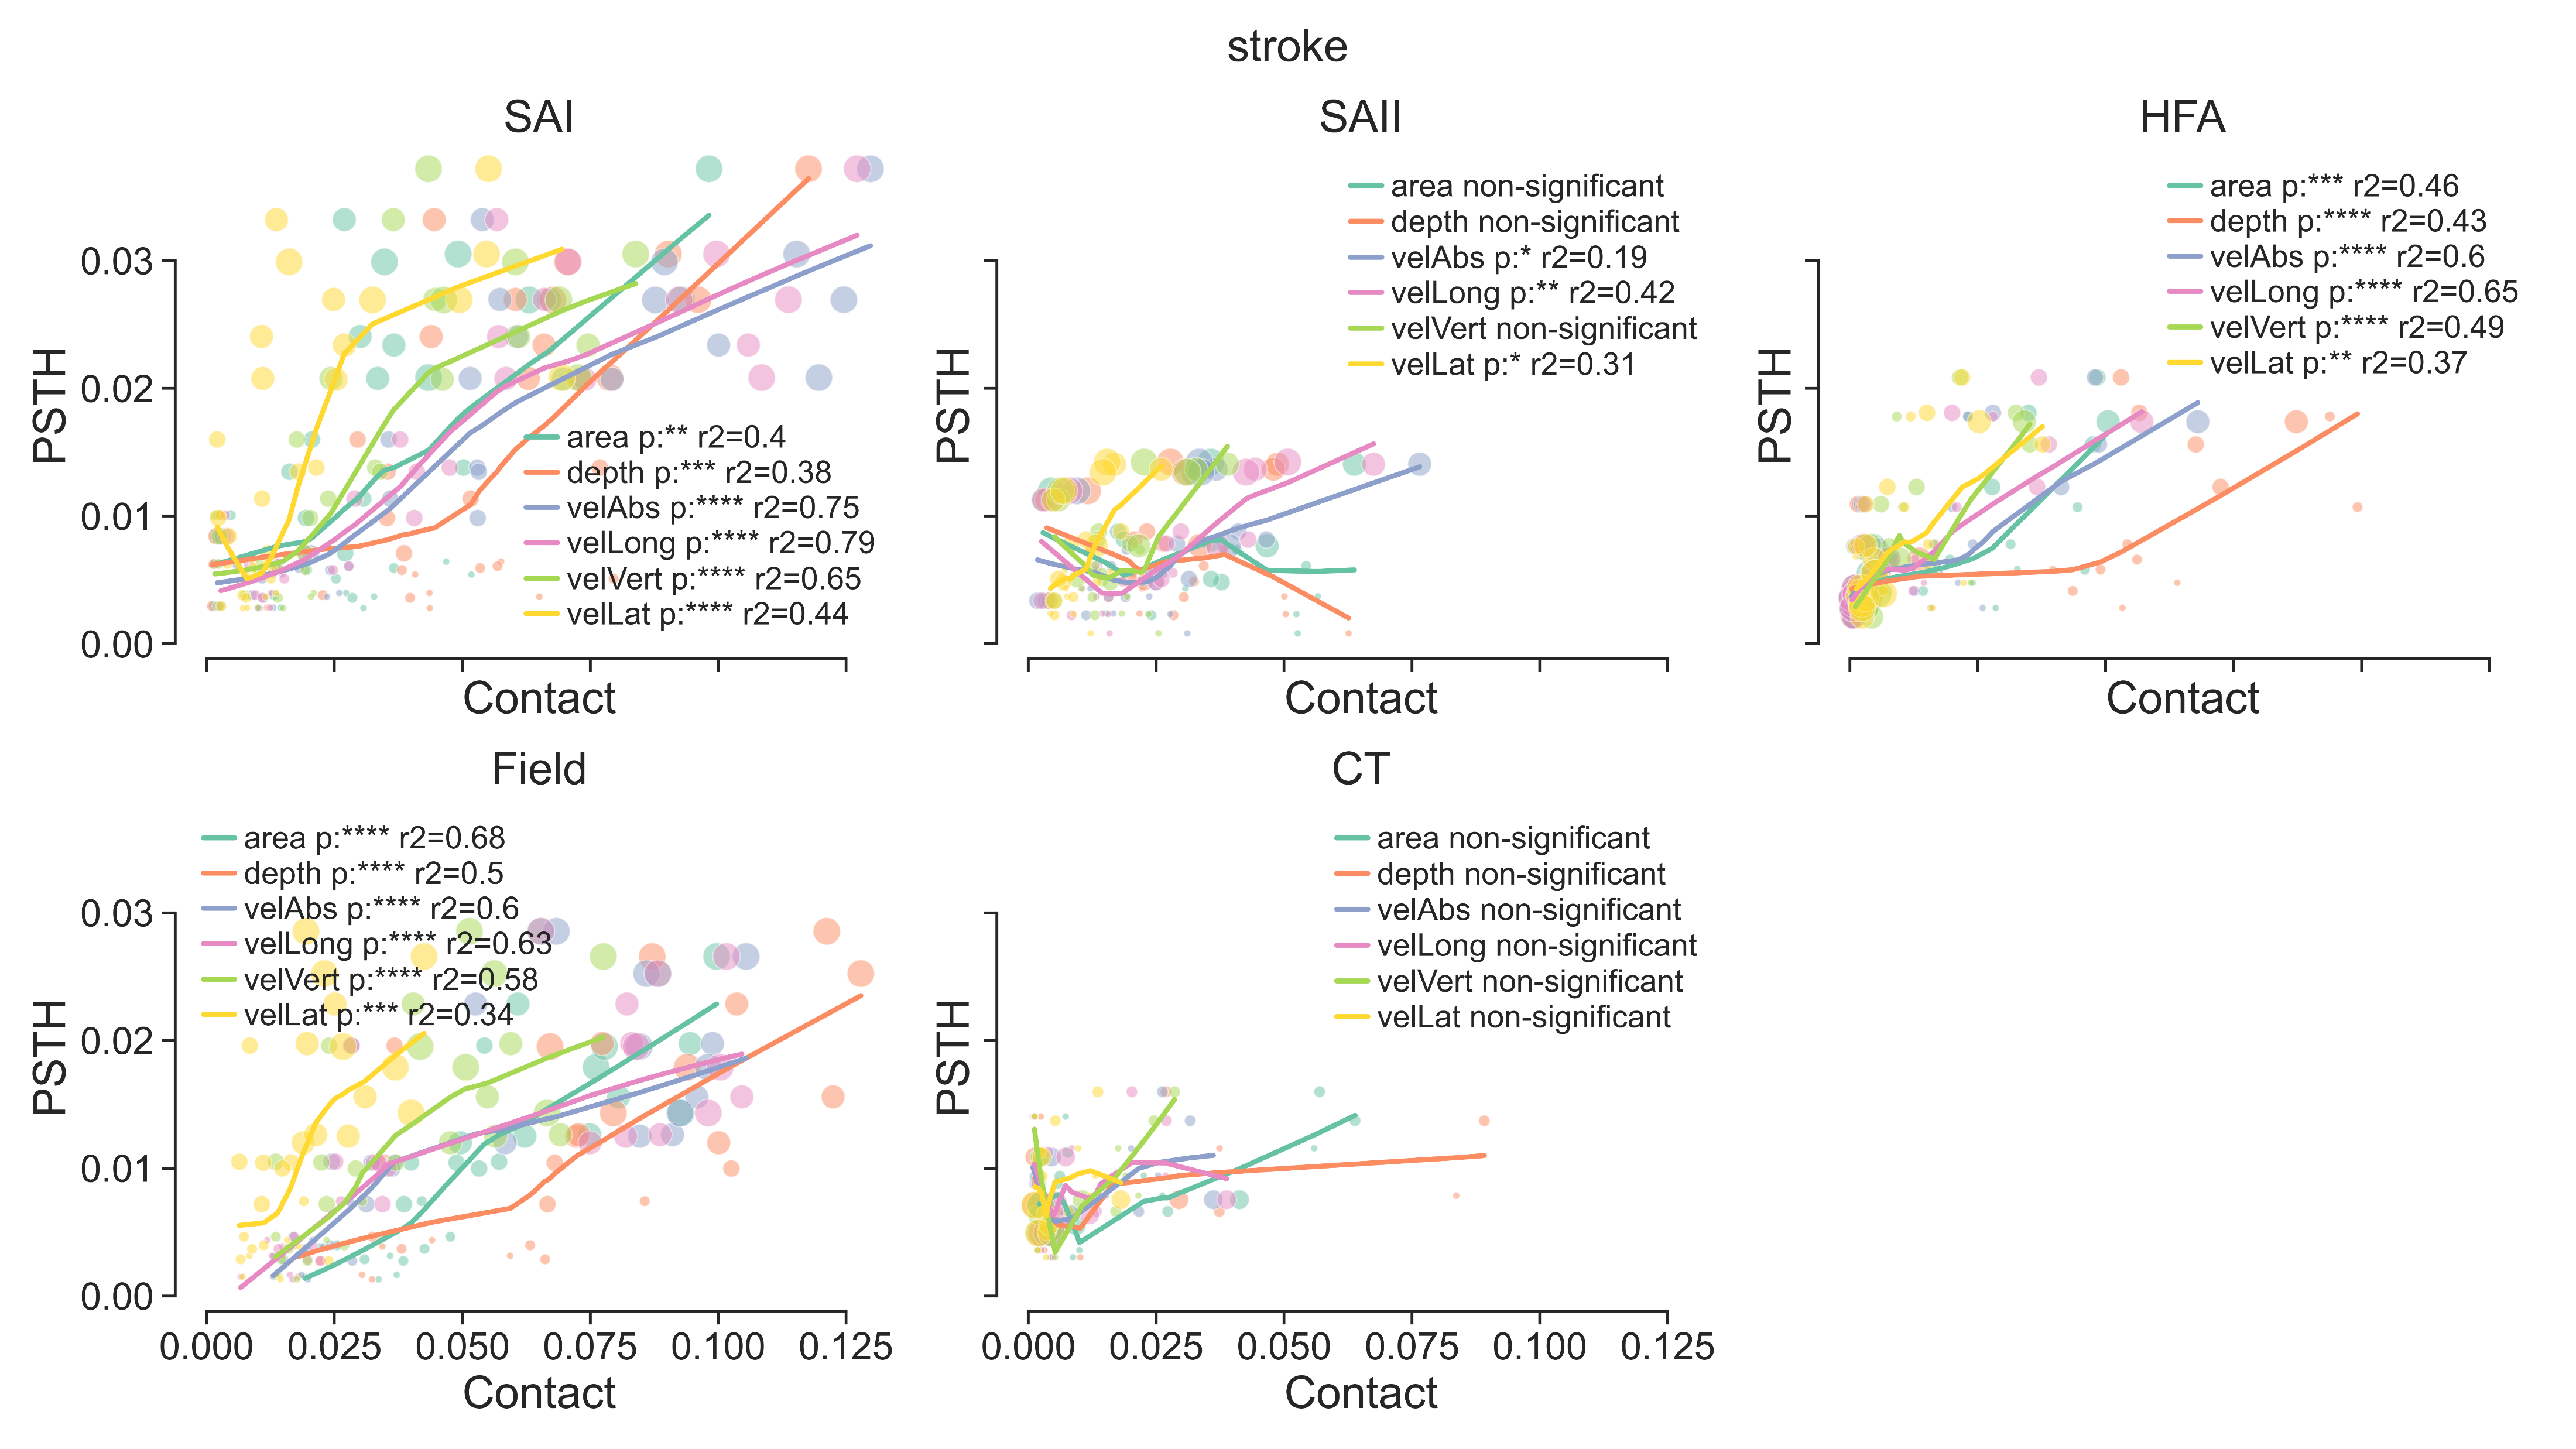 stroke
SAI
0.03
0.02
0.01
0.00
PSTH
area p:** r2=0.4
depth p:*** r2=0.38
velAbs p:**** r2=0.75
velLong p:**** r2=0.79
velVert p:**** r2=0.65
velLat p:**** r2=0.44
Contact
SAII
PSTH
area non-significant
depth non-significant
velAbs p:* r2=0.19
velLong p:** r2=0.42
velVert non-significant
velLat p:* r2=0.31
Contact
HFA
PSTH
area p:*** r2=0.46
depth p:**** r2=0.43
velAbs p:**** r2=0.6
velLong p:**** r2=0.65
velVert p:**** r2=0.49
velLat p:** r2=0.37
Contact
Field
area p:**** r2=0.68
depth p:**** r2=0.5
velAbs p:**** r2=0.6
velLong p:**** r2=0.63
velVert p:**** r2=0.58
velLat p:*** r2=0.34
0.03
0.02
0.01
0.00
PSTH
0.000 0.025 0.050 0.075 0.100 0.125
Contact
CT
area non-significant
depth non-significant
velAbs non-significant
velLong non-significant
velVert non-significant
velLat non-significant
PSTH
0.000 0.025 0.050 0.075 0.100 0.125
Contact